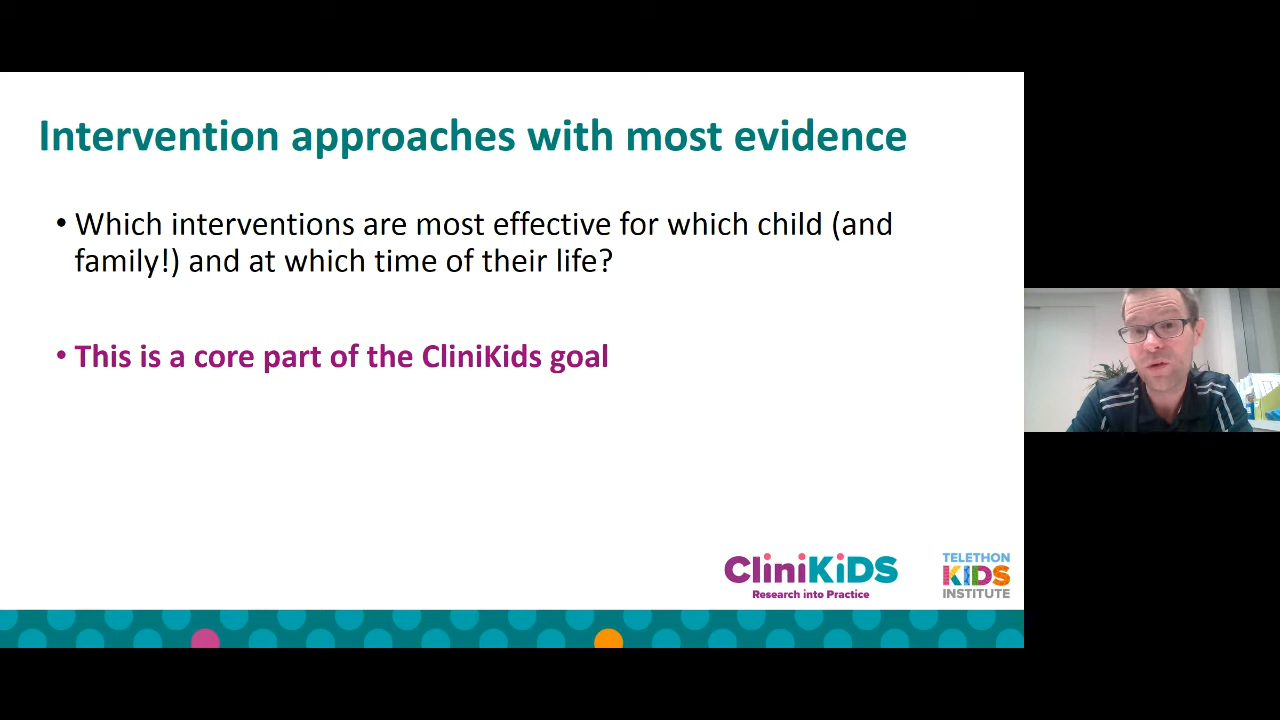 Intervention approaches with most evidence
• Which interventions are most effective for which child (and
family!) and at which time of their life?
• This is a core part of the CliniKids goal
CliniKiDS
Research into Practice
TELETHON
KIDS
INSTITUTE